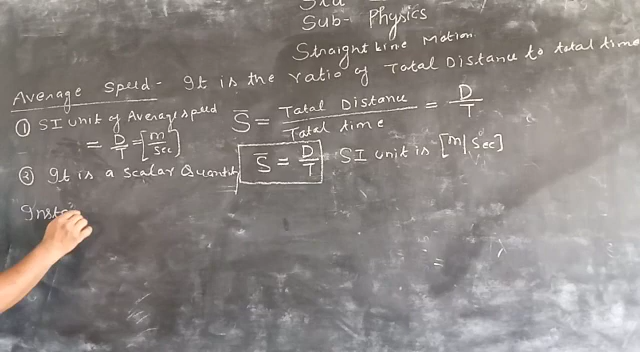 Sub- Physics
Straight Line Motion
Average Speed- It is the ratio of Total Distance to total time
① SI unit of Average speed
= D/T = [m/sec]
S̅ = Total Distance / Total time = D/T
② It is a scalar Quantity
S̅ = D/T SI unit is [m/sec]
Inst